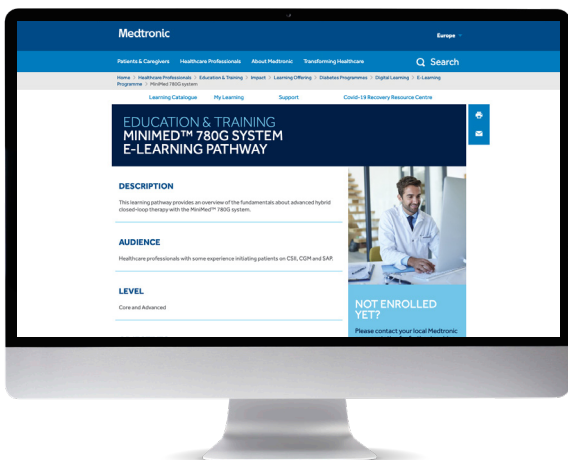 Medtronic
Europe
Patients & Caregivers Healthcare Professionals About Medtronic Transforming Healthcare Search
Home > Healthcare Professionals > Education & Training > Impact > Learning Offering > Diabetes Programmes > Digital Learning > E-Learning
Programme > MiniMed 780G system
Learning Catalogue My Learning Support Covid-19 Recovery Resource Centre
EDUCATION & TRAINING
MINIMED™ 780G SYSTEM
E-LEARNING PATHWAY
DESCRIPTION
This learning pathway provides an overview of the fundamentals about advanced hybrid
closed-loop therapy with the MiniMed™ 780G system.
AUDIENCE
Healthcare professionals with some experience initiating patients on CSII, CGM and SAP.
LEVEL
Core and Advanced
NOT ENROLLED
YET?
Please contact your local Medtronic